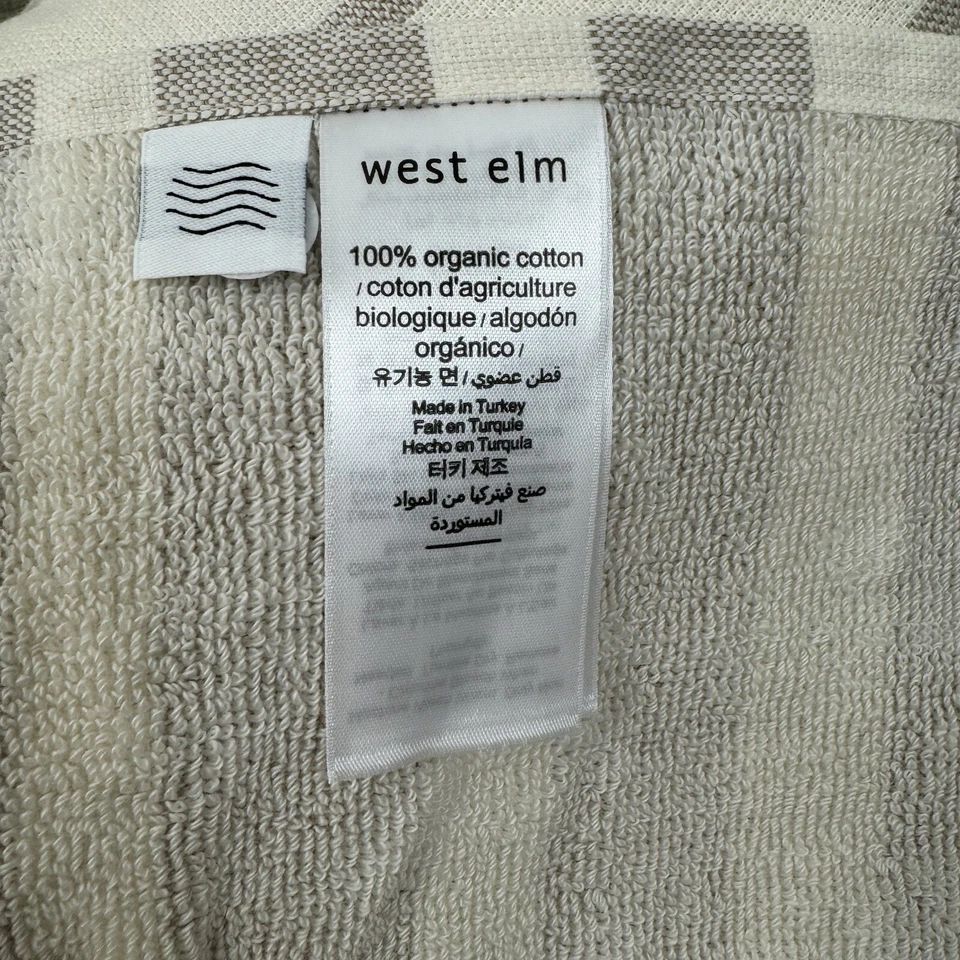 west elm
100% organic cotton
/ coton d'agriculture
biologique / algodón
orgánico /
유기농 면 / قطن عضوي
Made in Turkey
Fait en Turquie
Hecho en Turquia
터키 제조
صنع فيتركيا من المواد
المستوردة